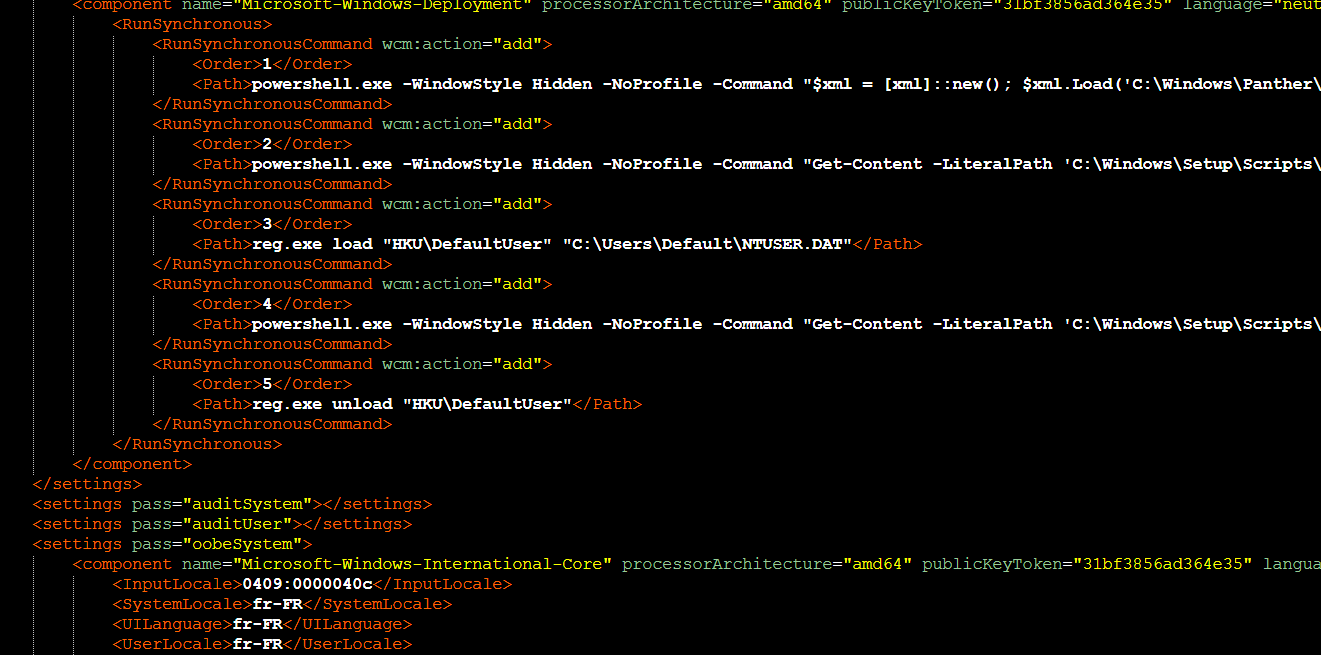 <component name="Microsoft-Windows-Deployment" processorArchitecture="amd64" publicKeyToken="31bf3856ad364e35" language="neut
<RunSynchronous>
<RunSynchronousCommand wcm:action="add">
<Order>1</Order>
<Path>powershell.exe -WindowStyle Hidden -NoProfile -Command "$xml = [xml]::new(); $xml.Load('C:\Windows\Panther\
</RunSynchronousCommand>
<RunSynchronousCommand wcm:action="add">
<Order>2</Order>
<Path>powershell.exe -WindowStyle Hidden -NoProfile -Command "Get-Content -LiteralPath 'C:\Windows\Setup\Scripts\
</RunSynchronousCommand>
<RunSynchronousCommand wcm:action="add">
<Order>3</Order>
<Path>reg.exe load "HKU\DefaultUser" "C:\Users\Default\NTUSER.DAT"</Path>
</RunSynchronousCommand>
<RunSynchronousCommand wcm:action="add">
<Order>4</Order>
<Path>powershell.exe -WindowStyle Hidden -NoProfile -Command "Get-Content -LiteralPath 'C:\Windows\Setup\Scripts\
</RunSynchronousCommand>
<RunSynchronousCommand wcm:action="add">
<Order>5</Order>
<Path>reg.exe unload "HKU\DefaultUser"</Path>
</RunSynchronousCommand>
</RunSynchronous>
</component>
</settings>
<settings pass="auditSystem"></settings>
<settings pass="auditUser"></settings>
<settings pass="oobeSystem">
<component name="Microsoft-Windows-International-Core" processorArchitecture="amd64" publicKeyToken="31bf3856ad364e35" langua
<InputLocale>0409:0000040c</InputLocale>
<SystemLocale>fr-FR</SystemLocale>
<UILanguage>fr-FR</UILanguage>
<UserLocale>fr-FR</UserLocale>